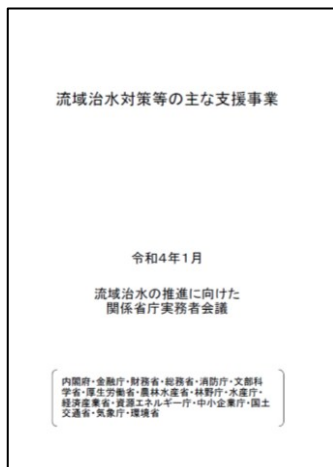 流域治水対策等の主な支援事業
令和4年1月
流域治水の推進に向けた
関係省庁実務者会議
内閣府・金融庁・財務省・総務省・消防庁・文部科
学省・厚生労働省・農林水産省・林野庁・水産庁・
経済産業省・資源エネルギー庁・中小企業庁・国土
交通省・気象庁・環境省